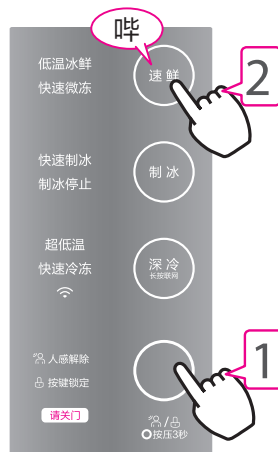 哔
低温冰鲜
快速微冻
速鲜
2
快速制冰
制冰停止
制冰
超低温
快速冷冻
深冷
长按联网
人感解除
按键锁定
请关门
1
/
按压3秒